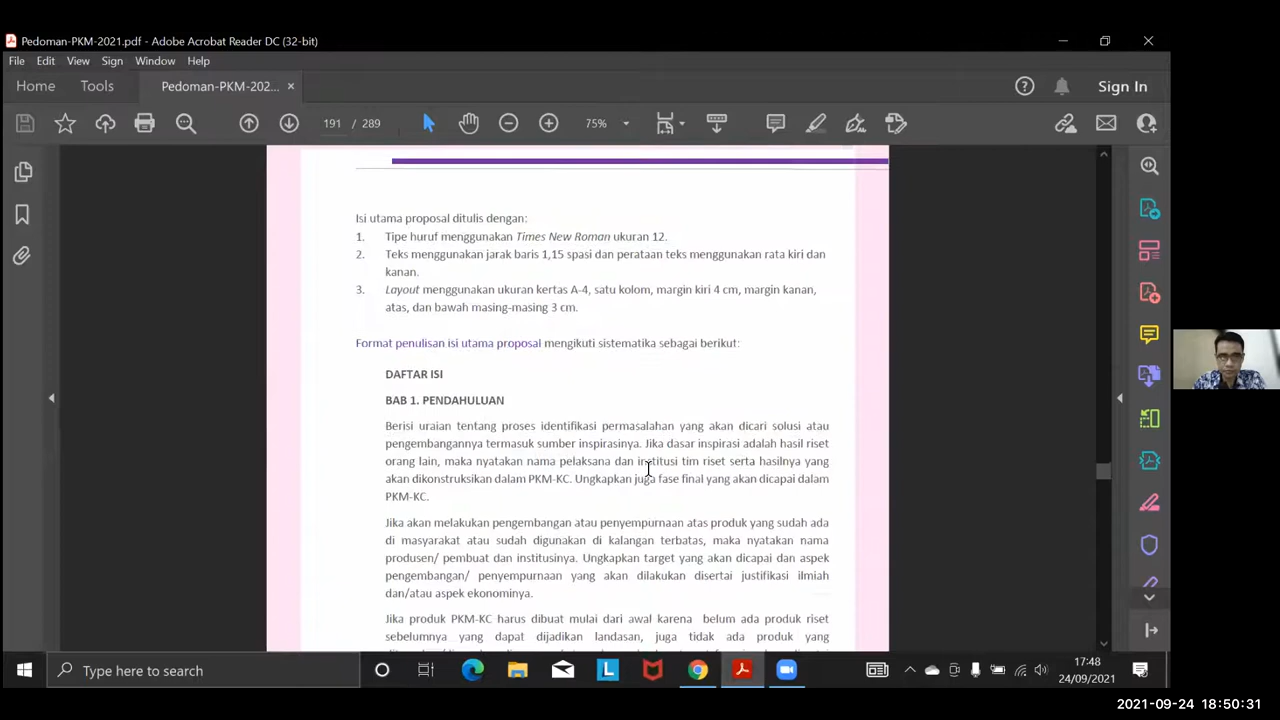 Pedoman-PKM-2021.pdf - Adobe Acrobat Reader DC (32-bit)
File Edit View Sign Window Help
Home Tools Pedoman-PKM-202... × Sign In
191 / 289 75%
Isi utama proposal ditulis dengan:
1. Tipe huruf menggunakan Times New Roman ukuran 12.
2. Teks menggunakan jarak baris 1,15 spasi dan perataan teks menggunakan rata kiri dan
kanan.
3. Layout menggunakan ukuran kertas A-4, satu kolom, margin kiri 4 cm, margin kanan,
atas, dan bawah masing-masing 3 cm.
Format penulisan isi utama proposal mengikuti sistematika sebagai berikut:
DAFTAR ISI
BAB 1. PENDAHULUAN
Berisi uraian tentang proses identifikasi permasalahan yang akan dicari solusi atau
pengembangannya termasuk sumber inspirasinya. Jika dasar inspirasi adalah hasil riset
orang lain, maka nyatakan nama pelaksana dan institusi tim riset serta hasilnya yang
akan dikonstruksikan dalam PKM-KC. Ungkapkan juga fase final yang akan dicapai dalam
PKM-KC.
Jika akan melakukan pengembangan atau penyempurnaan atas produk yang sudah ada
di masyarakat atau sudah digunakan di kalangan terbatas, maka nyatakan nama
produsen/ pembuat dan institusinya. Ungkapkan target yang akan dicapai dan aspek
pengembangan/ penyempurnaan yang akan dilakukan disertai justifikasi ilmiah
dan/atau aspek ekonominya.
Jika produk PKM-KC harus dibuat mulai dari awal karena belum ada produk riset
sebelumnya yang dapat dijadikan landasan, juga tidak ada produk yang
Type here to search
17:48
24/09/2021
2021-09-24 18:50:31